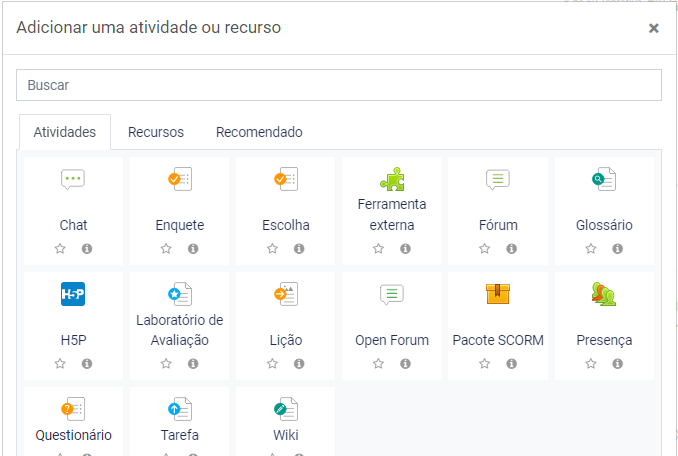 Adicionar uma atividade ou recurso
Buscar
Atividades
Recursos
Recomendado
Chat
Enquete
Escolha
Ferramenta
externa
Fórum
Glossário
H5P
H5P
Laboratório de
Avaliação
Lição
Open Forum
Pacote SCORM
Presença
Questionário
Tarefa
Wiki